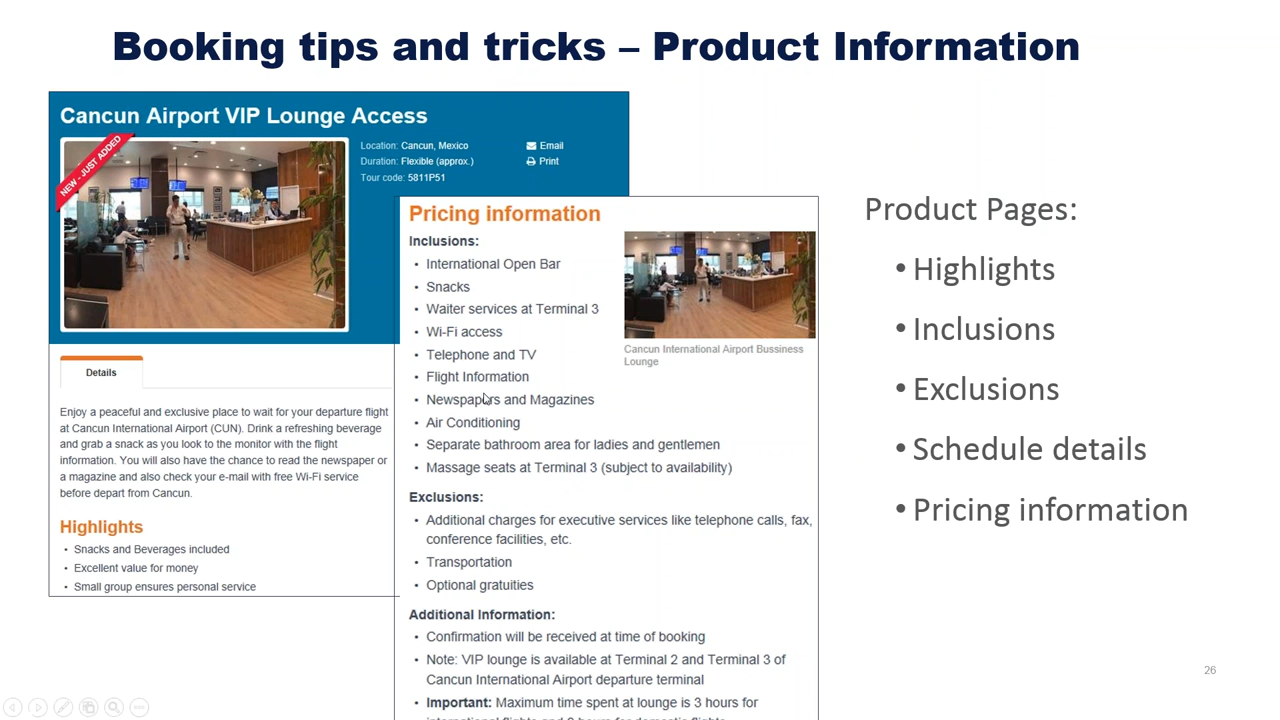 Booking tips and tricks – Product Information
Cancun Airport VIP Lounge Access
NEW - JUST ADDED
Location: Cancun, Mexico
Duration: Flexible (approx.)
Tour code: 5811P51
Email
Print
Details
Enjoy a peaceful and exclusive place to wait for your departure flight
at Cancun International Airport (CUN). Drink a refreshing beverage
and grab a snack as you look to the monitor with the flight
information. You will also have the chance to read the newspaper or
a magazine and also check your e-mail with free Wi-Fi service
before depart from Cancun.
Highlights
• Snacks and Beverages included
• Excellent value for money
• Small group ensures personal service
Pricing information
Inclusions:
• International Open Bar
• Snacks
• Waiter services at Terminal 3
• Wi-Fi access
• Telephone and TV
• Flight Information
• Newspapers and Magazines
• Air Conditioning
• Separate bathroom area for ladies and gentlemen
• Massage seats at Terminal 3 (subject to availability)
Cancun International Airport Bussiness
Lounge
Exclusions:
• Additional charges for executive services like telephone calls, fax,
conference facilities, etc.
• Transportation
• Optional gratuities
Additional Information:
• Confirmation will be received at time of booking
• Note: VIP lounge is available at Terminal 2 and Terminal 3 of
Cancun International Airport departure terminal
• Important: Maximum time spent at lounge is 3 hours for
Product Pages:
• Highlights
• Inclusions
• Exclusions
• Schedule details
• Pricing information
26